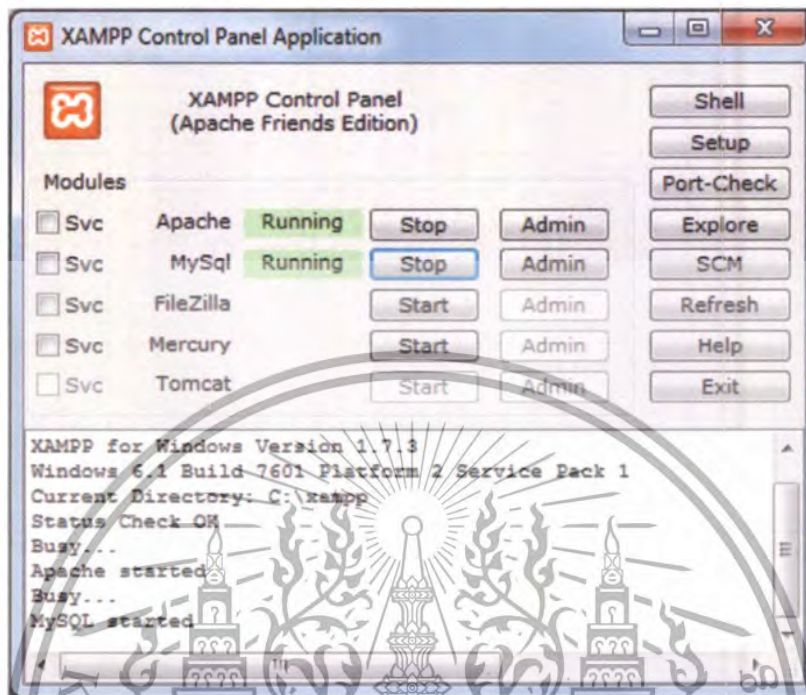 XAMPP Control Panel Application
XAMPP Control Panel
(Apache Friends Edition)
Shell
Setup
Modules
Port-Check
Svc Apache Running Stop Admin Explore
Svc MySql Running Stop Admin SCM
Svc FileZilla Start Admin Refresh
Svc Mercury Start Admin Help
Svc Tomcat Start Admin Exit
XAMPP for Windows Version 1.7.3
Windows 6.1 Build 7601 Platform 2 Service Pack 1
Current Directory: C:\xampp
Status Check OK
Busy...
Apache started
Busy...
MySQL started